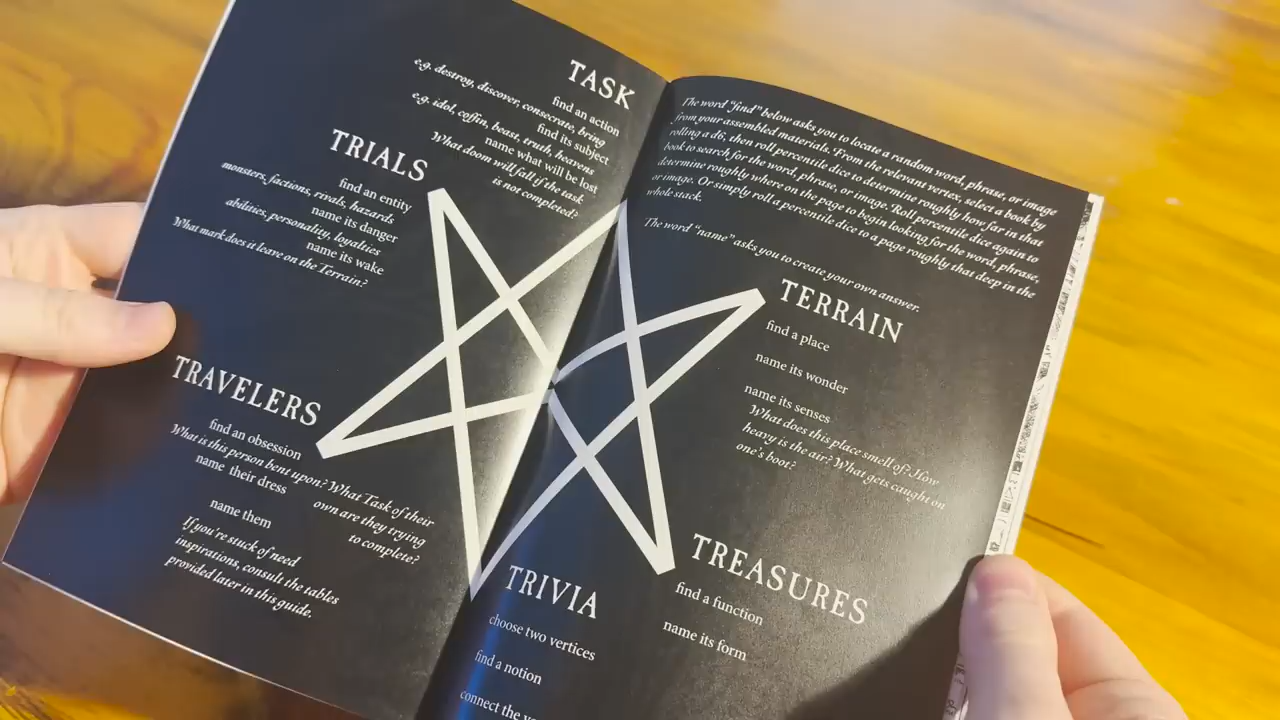 TASK
find an action
e.g. destroy, discover, consecrate, bring
find its subject
e.g. idol, coffin, beast, truth, heavens
name what will be lost
What doom will fall if the task
is not completed?
TRIALS
find an entity
monsters, factions, rivals, hazards
name its danger
abilities, personality, loyalties
name its wake
What mark does it leave on the Terrain?
TRAVELERS
find an obsession
What is this person bent upon? What Task of their
own are they trying
to complete?
name their dress
name them
If you're stuck of need
inspirations, consult the tables
provided later in this guide.
The word "find" below asks you to locate a random word, phrase, or image
from your assembled materials. From the relevant vertex, select a book by
rolling a d6, then roll percentile dice to determine roughly how far in that
book to search for the word, phrase, or image. Roll percentile dice again to
determine roughly where on the page to begin looking for the word, phrase,
or image. Or simply roll a percentile dice to a page roughly that deep in the
whole stack.
The word "name" asks you to create your own answer.
TERRAIN
find a place
name its wonder
name its senses
What does this place smell of? How
heavy is the air? What gets caught on
one's boot?
TREASURES
find a function
name its form
TRIVIA
choose two vertices
find a notion
connect the